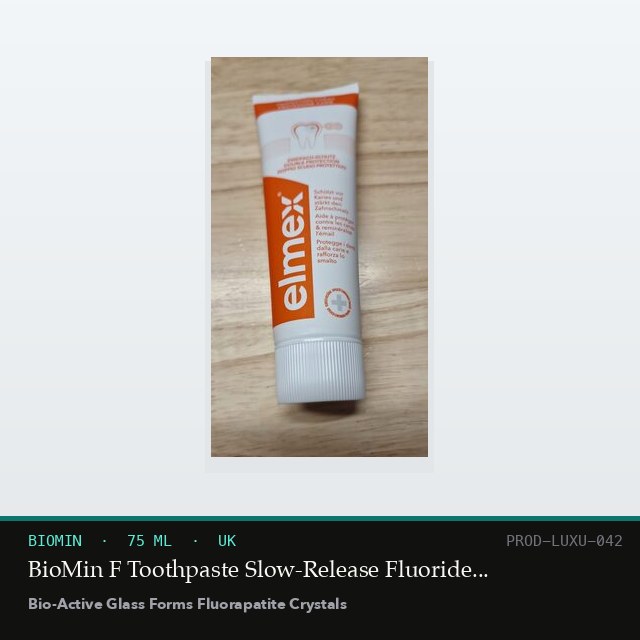 elmex
Schützt vor
Karies und
stärkt den
Zahnschmelz
Aide à protéger
contre les caries
& reminéralise
l'émail
Protegge i denti
dalla carie e
rafforza lo
smalto
BIOMIN · 75 ML · UK
PROD–LUXU–042
BioMin F Toothpaste Slow-Release Fluoride...
Bio-Active Glass Forms Fluorapatite Crystals